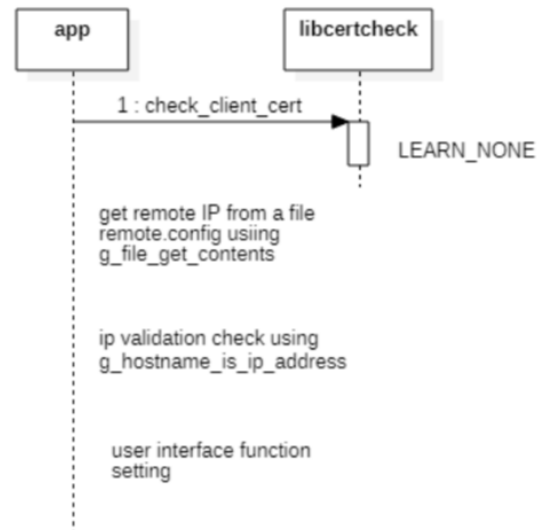 app
libcertcheck
1 : check_client_cert
LEARN_NONE
get remote IP from a file
remote.config usiing
g_file_get_contents
ip validation check using
g_hostname_is_ip_address
user interface function
setting